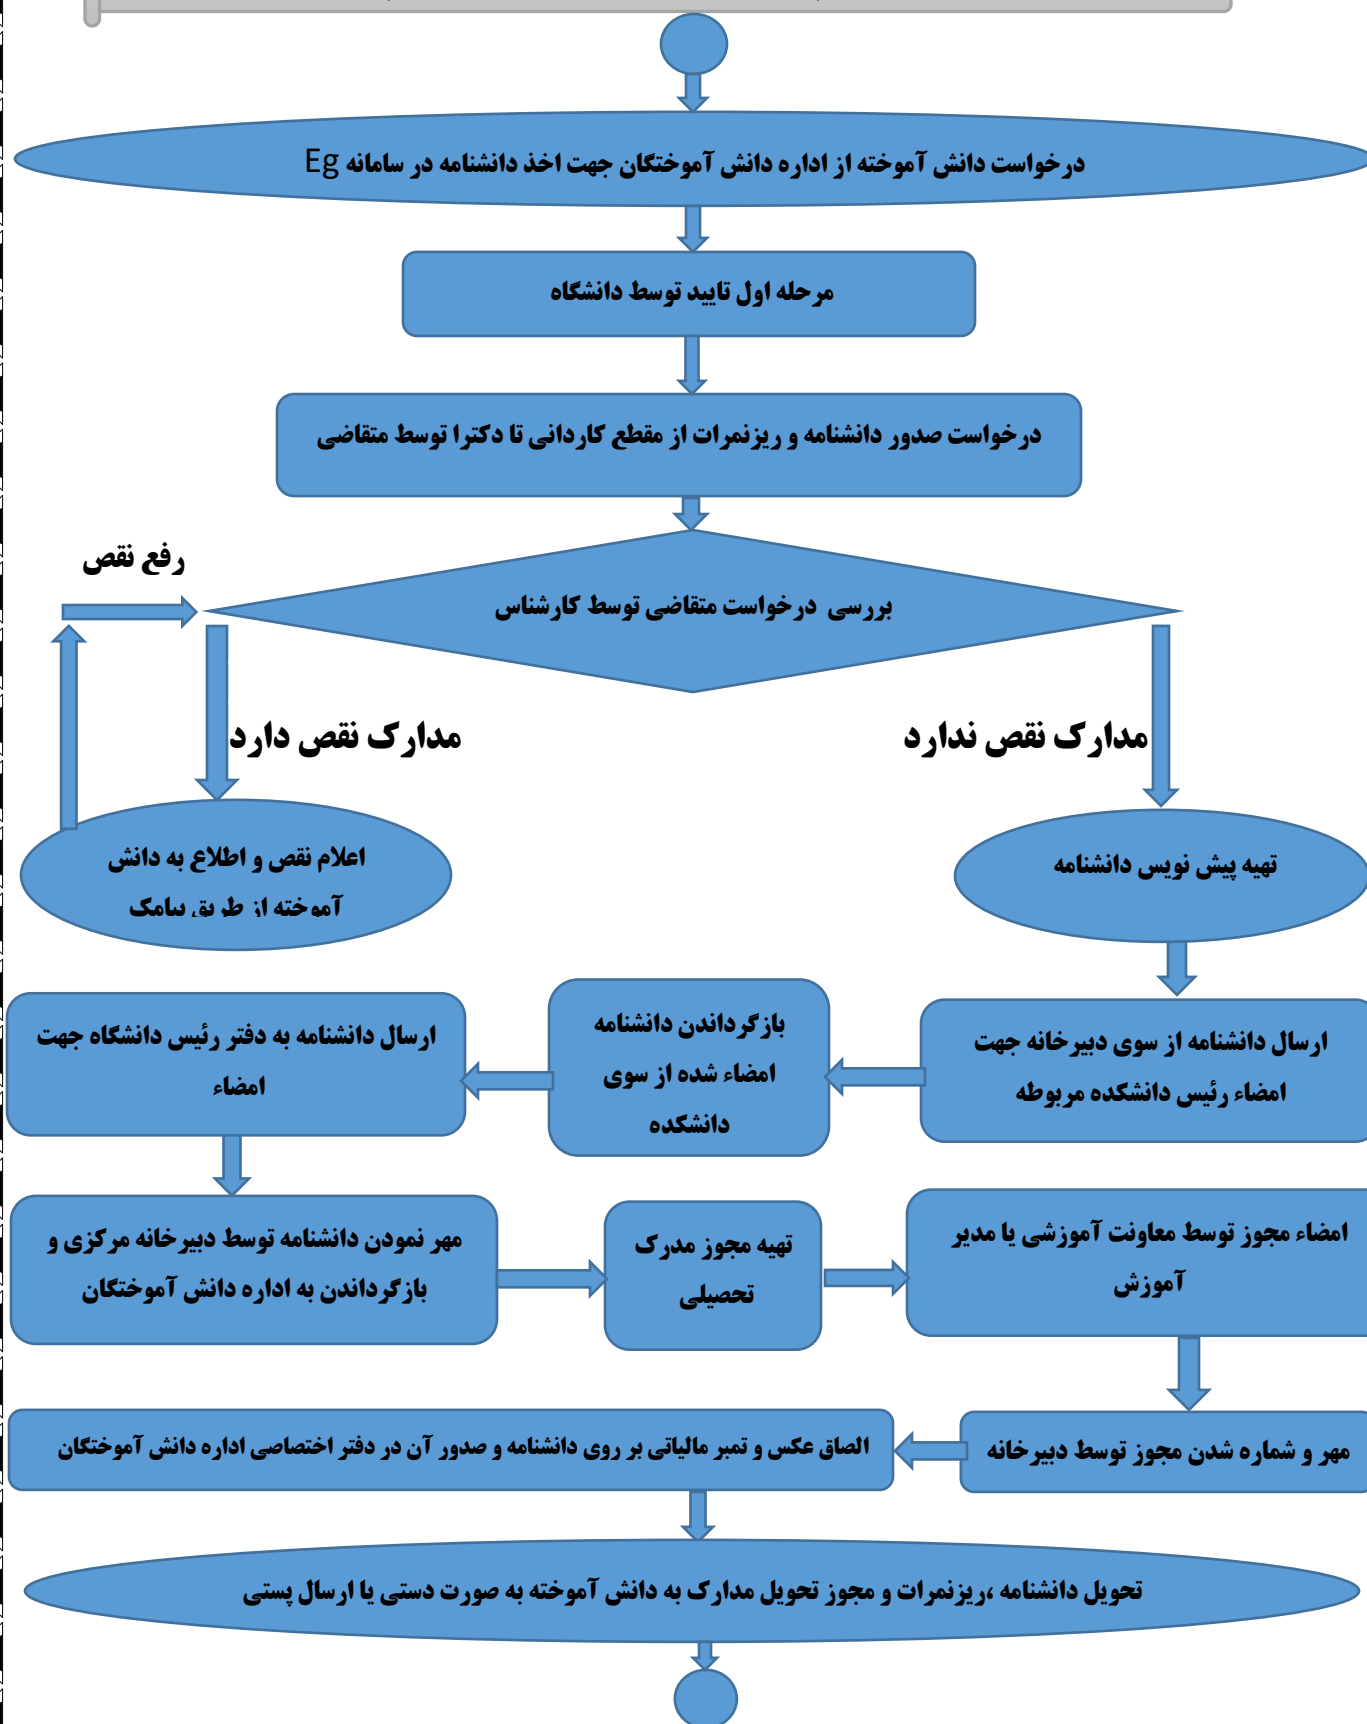 درخواست دانش آموخته از اداره دانش آموختگان جهت اخذ دانشنامه در سامانه Eg
مرحله اول تایید توسط دانشگاه
درخواست صدور دانشنامه و ریزنمرات از مقطع کاردانی تا دکترا توسط متقاضی
رفع نقص
بررسی درخواست متقاضی توسط کارشناس
مدارک نقص ندارد
مدارک نقص دارد
تهیه پیش نویس دانشنامه
اعلام نقص و اطلاع به دانش
آموخته از طریق پیامک
ارسال دانشنامه از سوی دبیرخانه جهت
امضاء رئیس دانشکده مربوطه
بازگرداندن دانشنامه
امضاء شده از سوی
دانشکده
ارسال دانشنامه به دفتر رئیس دانشگاه جهت
امضاء
مهر نمودن دانشنامه توسط دبیرخانه مرکزی و
بازگرداندن به اداره دانش آموختگان
تهیه مجوز مدرک
تحصیلی
امضاء مجوز توسط معاونت آموزشی یا مدیر
آموزش
مهر و شماره شدن مجوز توسط دبیرخانه
الصاق عکس و تمبر مالیاتی بر روی دانشنامه و صدور آن در دفتر اختصاصی اداره دانش آموختگان
تحویل دانشنامه ،ریزنمرات و مجوز تحویل مدارک به دانش آموخته به صورت دستی یا ارسال پستی